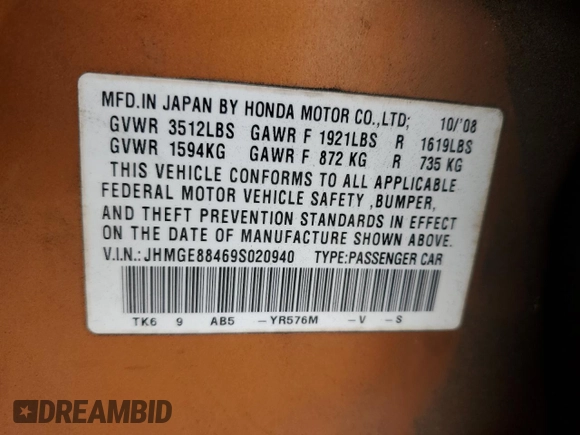 MFD.IN JAPAN BY HONDA MOTOR CO.,LTD; 10/'08
GVWR 3512LBS GAWR F 1921LBS R 1619LBS
GVWR 1594KG GAWR F 872 KG R 735 KG
THIS VEHICLE CONFORMS TO ALL APPLICABLE
FEDERAL MOTOR VEHICLE SAFETY ,BUMPER,
AND THEFT PREVENTION STANDARDS IN EFFECT
ON THE DATE OF MANUFACTURE SHOWN ABOVE.
V.I.N.: JHMGE88469S020940 TYPE:PASSENGER CAR
TK6 9 AB5 -YR576M -V -S
DREAMBID